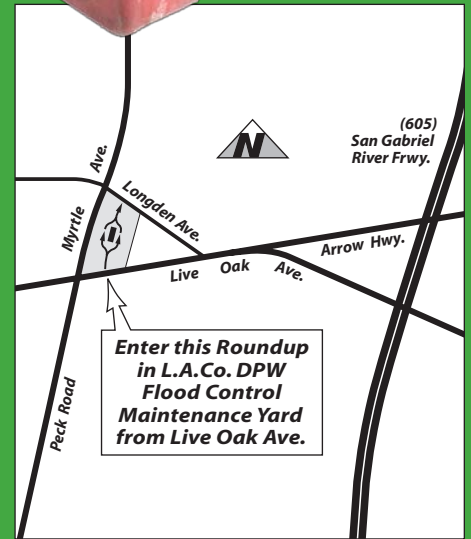 (605)
San Gabriel
River Frwy.
N
Myrtle Ave.
Longden Ave.
Arrow Hwy.
Live Oak Ave.
Peck Road
Enter this Roundup
in L.A.Co. DPW
Flood Control
Maintenance Yard
from Live Oak Ave.